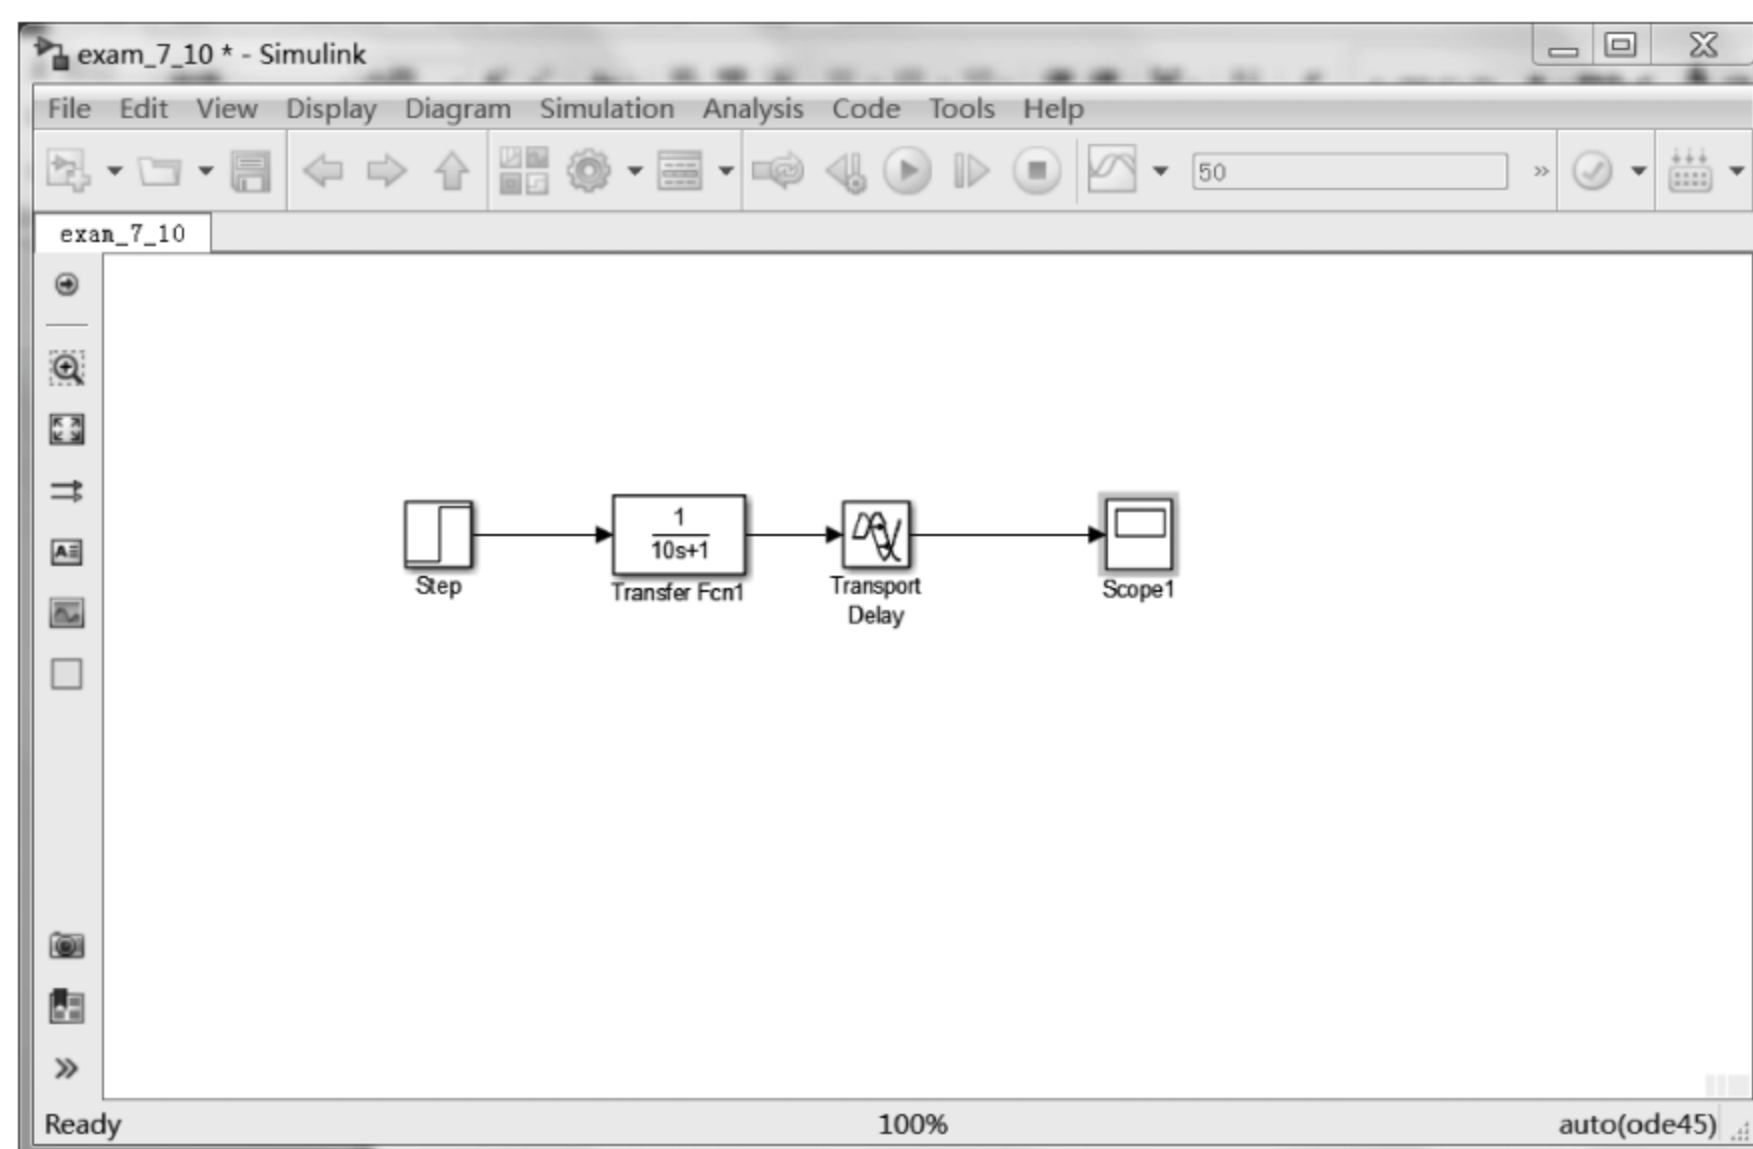 exam_7_10 * - Simulink
File Edit View Display Diagram Simulation Analysis Code Tools Help
50 »
exam_7_10
1
10s+1
Step
Transfer Fcn1
Transport
Delay
Scope1
Ready 100% auto(ode45)